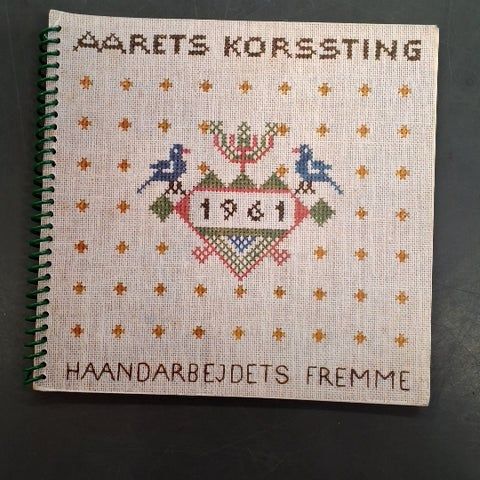 AARETS KORSSTING
1961
HAANDARBEJDETS FREMME